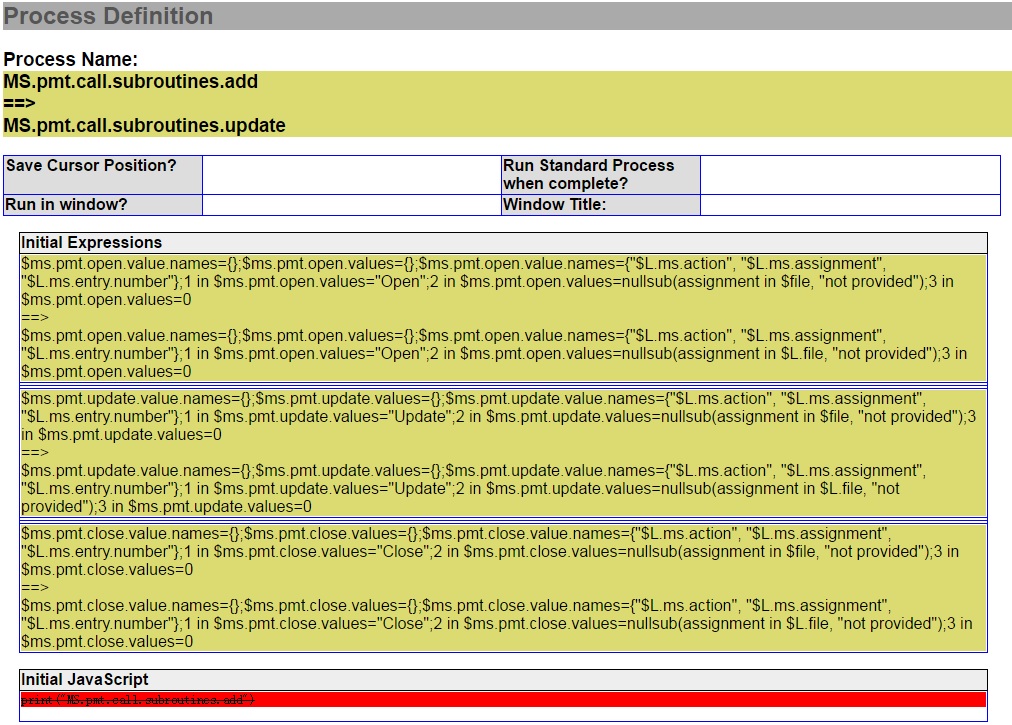 Process Definition
Process Name:
MS.pmt.call.subroutines.add
==>
MS.pmt.call.subroutines.update
Save Cursor Position?
Run Standard Process
when complete?
Run in window?
Window Title:
Initial Expressions
$ms.pmt.open.value.names={};$ms.pmt.open.values={};$ms.pmt.open.value.names={"$L.ms.action", "$L.ms.assignment",
"$L.ms.entry.number"};1 in $ms.pmt.open.values="Open";2 in $ms.pmt.open.values=nullsub(assignment in $file, "not provided");3 in
$ms.pmt.open.values=0
==>
$ms.pmt.open.value.names={};$ms.pmt.open.values={};$ms.pmt.open.value.names={"$L.ms.action", "$L.ms.assignment",
"$L.ms.entry.number"};1 in $ms.pmt.open.values="Open";2 in $ms.pmt.open.values=nullsub(assignment in $L.file, "not provided");3 in
$ms.pmt.open.values=0
$ms.pmt.update.value.names={};$ms.pmt.update.values={};$ms.pmt.update.value.names={"$L.ms.action", "$L.ms.assignment",
"$L.ms.entry.number"};1 in $ms.pmt.update.values="Update";2 in $ms.pmt.update.values=nullsub(assignment in $file, "not provided");3
in $ms.pmt.update.values=0
==>
$ms.pmt.update.value.names={};$ms.pmt.update.values={};$ms.pmt.update.value.names={"$L.ms.action", "$L.ms.assignment",
"$L.ms.entry.number"};1 in $ms.pmt.update.values="Update";2 in $ms.pmt.update.values=nullsub(assignment in $L.file, "not
provided");3 in $ms.pmt.update.values=0
$ms.pmt.close.value.names={};$ms.pmt.close.values={};$ms.pmt.close.value.names={"$L.ms.action", "$L.ms.assignment",
"$L.ms.entry.number"};1 in $ms.pmt.close.values="Close";2 in $ms.pmt.close.values=nullsub(assignment in $file, "not provided");3 in
$ms.pmt.close.values=0
==>
$ms.pmt.close.value.names={};$ms.pmt.close.values={};$ms.pmt.close.value.names={"$L.ms.action", "$L.ms.assignment",
"$L.ms.entry.number"};1 in $ms.pmt.close.values="Close";2 in $ms.pmt.close.values=nullsub(assignment in $L.file, "not provided");3 in
$ms.pmt.close.values=0
Initial JavaScript
print("MS.pmt.call.subroutines.add")